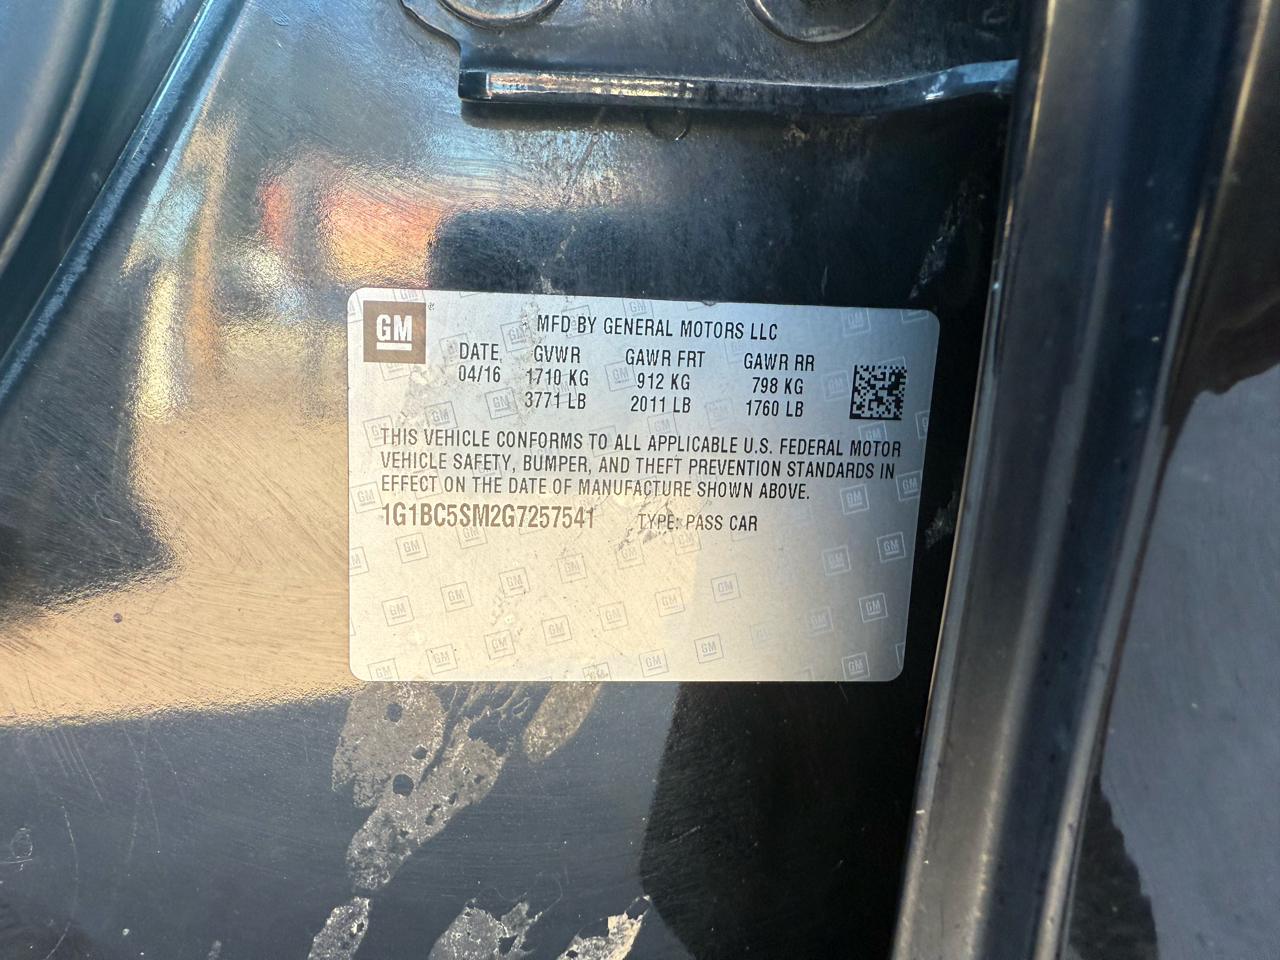 GM
MFD BY GENERAL MOTORS LLC
DATE GVWR GAWR FRT GAWR RR
04/16 1710 KG 912 KG 798 KG
3771 LB 2011 LB 1760 LB
THIS VEHICLE CONFORMS TO ALL APPLICABLE U.S. FEDERAL MOTOR
VEHICLE SAFETY, BUMPER, AND THEFT PREVENTION STANDARDS IN
EFFECT ON THE DATE OF MANUFACTURE SHOWN ABOVE.
1G1BC5SM2G7257541 TYPE: PASS CAR